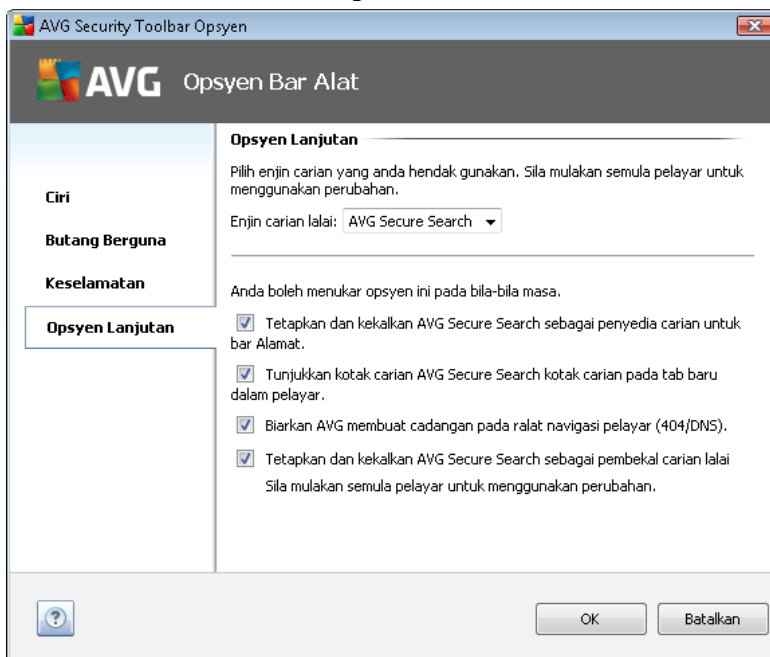 AVG Security Toolbar Opsyen
AVG Opsyen Bar Alat
Ciri
Butang Berguna
Keselamatan
Opsyen Lanjutan
Opsyen Lanjutan
Pilih enjin carian yang anda hendak gunakan. Sila mulakan semula pelayar untuk
menggunakan perubahan.
Enjin carian lalai: AVG Secure Search
Anda boleh menukar opsyen ini pada bila-bila masa.
Tetapkan dan kekalkan AVG Secure Search sebagai penyedia carian untuk
bar Alamat.
Tunjukkan kotak carian AVG Secure Search kotak carian pada tab baru
dalam pelayar.
Biarkan AVG membuat cadangan pada ralat navigasi pelayar (404/DNS).
Tetapkan dan kekalkan AVG Secure Search sebagai pembekal carian lalai
Sila mulakan semula pelayar untuk menggunakan perubahan.
?
OK
Batalkan